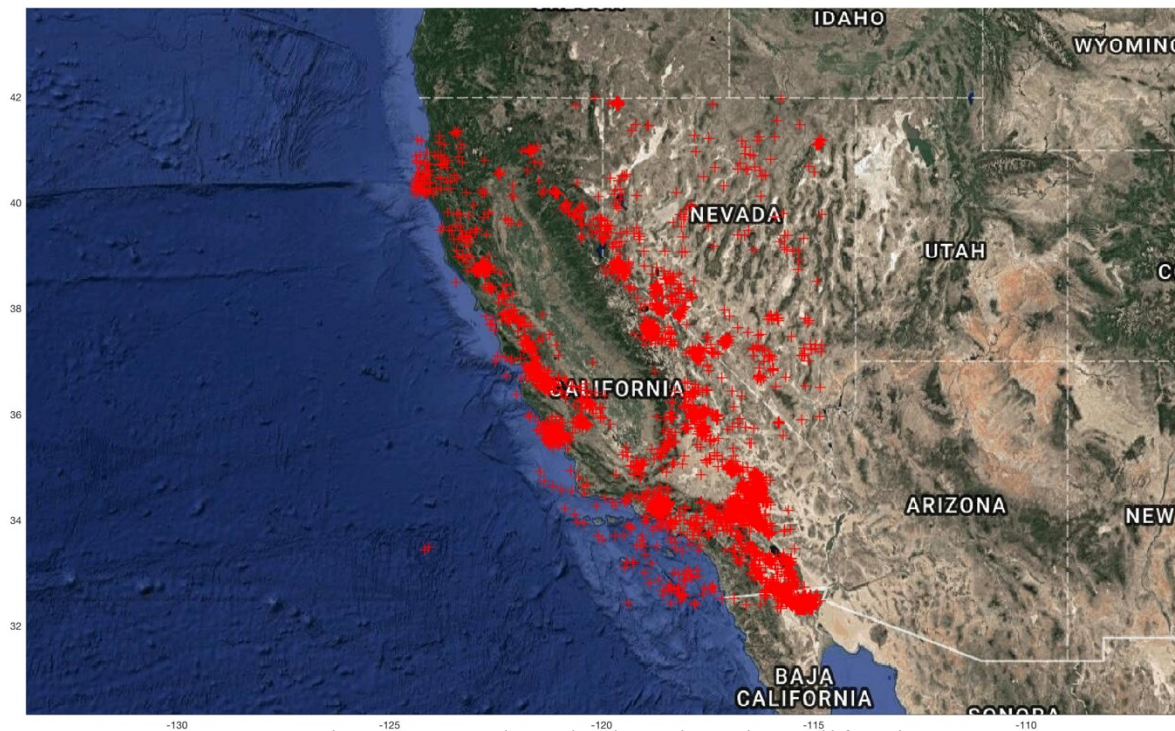 IDAHO
WYOMING
42
40
NEVADA
UTAH
38
CALIFORNIA
36
ARIZONA
NEW
34
32
BAJA
CALIFORNIA
-130
-125
-120
-115
-110